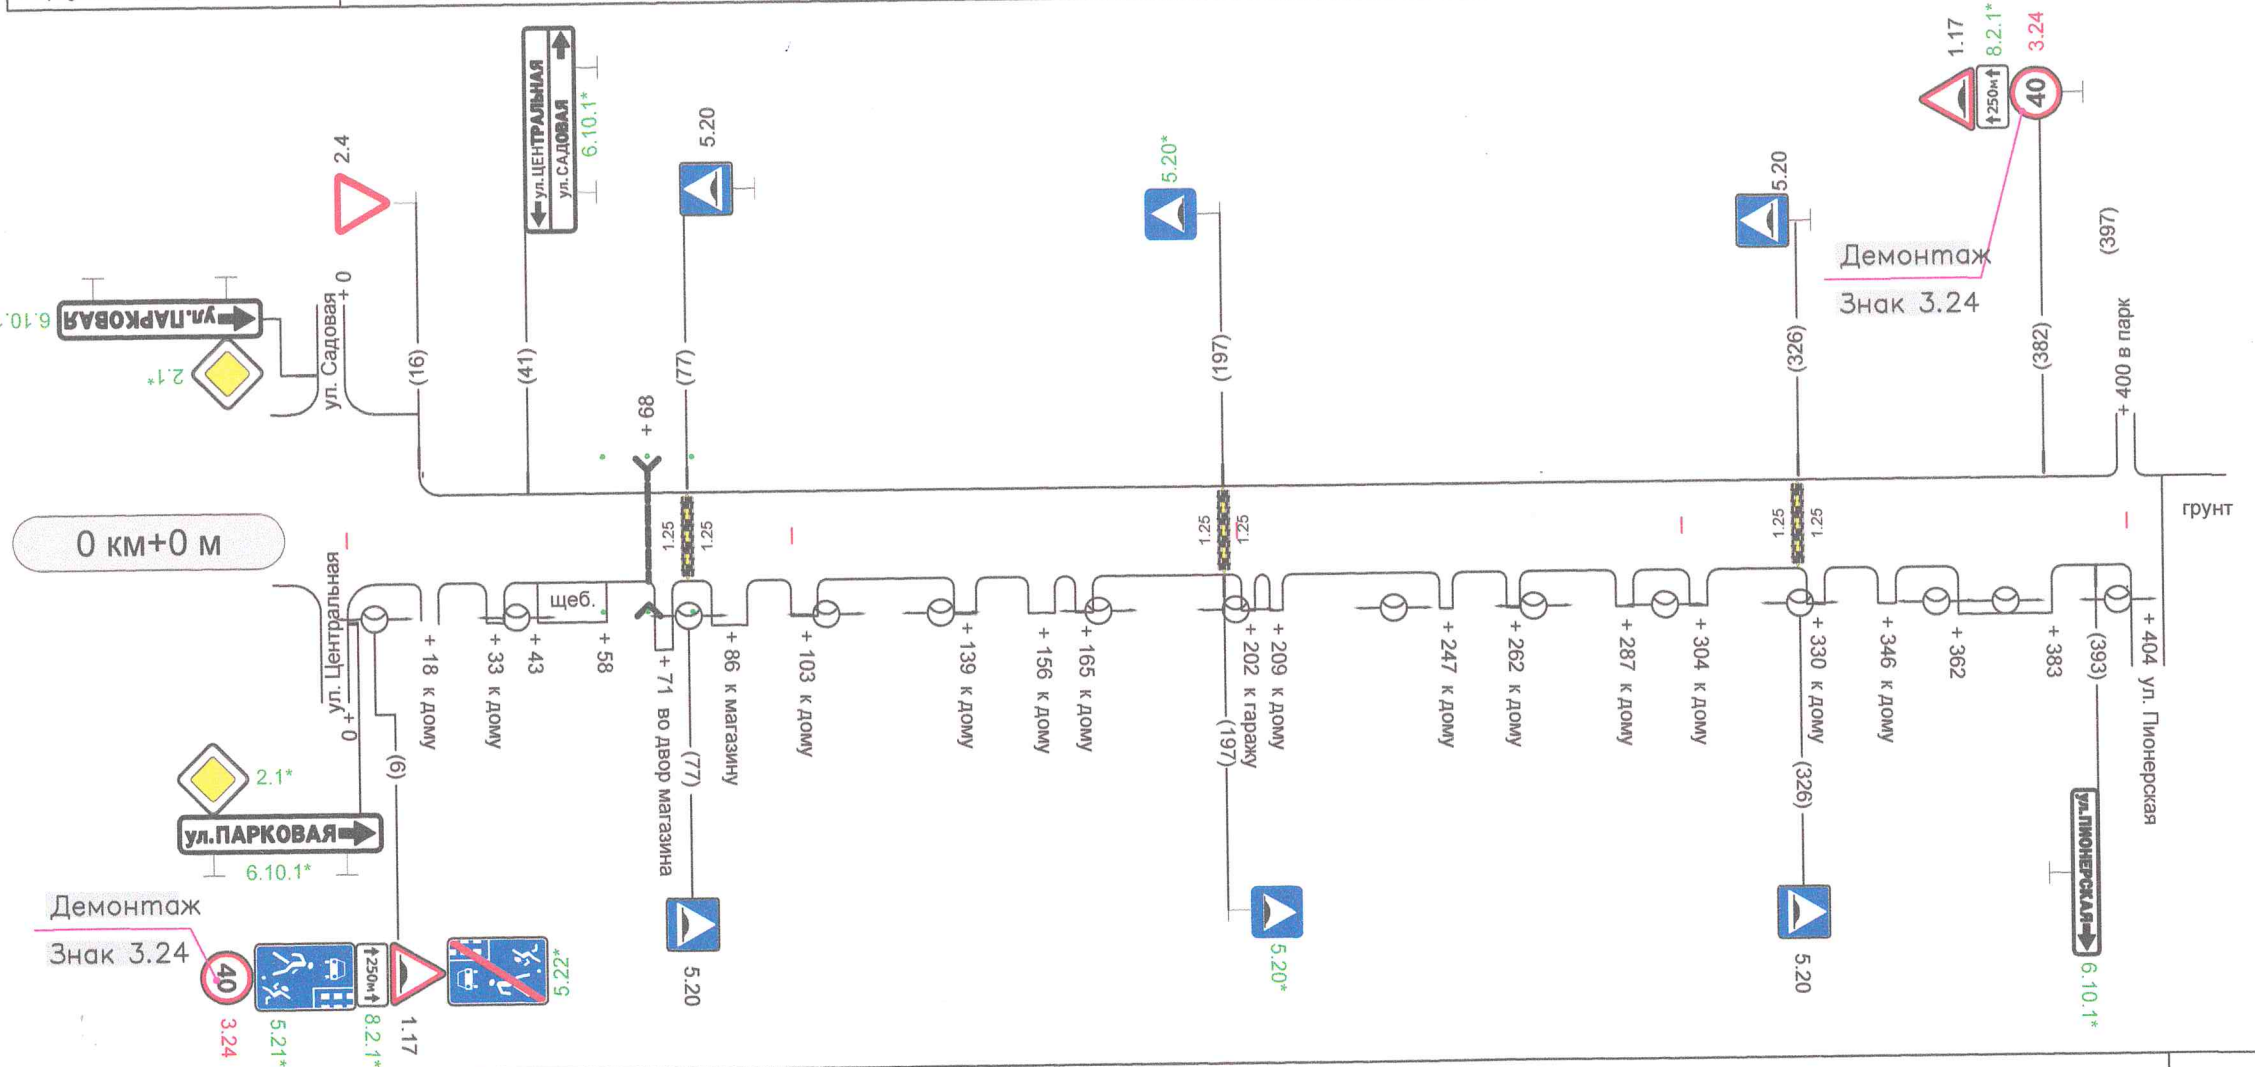 1.17
8.2.1*
3.24
250м
40
ул.ЦЕНТРАЛЬНАЯ
ул.САДОВАЯ
6.10.1*
2.4
5.20
5.20*
5.20
Демонтаж
Знак 3.24
(397)
6.10.
ул.ПАРКОВАЯ
2.1*
ул. Садовая
+ 0
(16)
(41)
(77)
(197)
(326)
(382)
+ 400 в парк
+ 68
0 км+0 м
1.25
1.25
1.25
1.25
1.25
1.25
грунт
ул. Центральная
+ 0
щеб.
+ 18 к дому
+ 33 к дому
+ 43
+ 58
+ 71 во двор магазина
+ 86 к магазину
+ 103 к дому
+ 139 к дому
+ 156 к дому
+ 165 к дому
+ 202 к гаражу
+ 209 к дому
+ 247 к дому
+ 262 к дому
+ 287 к дому
+ 304 к дому
+ 330 к дому
+ 346 к дому
+ 362
+ 383
+ 404 ул. Пионерская
(6)
(77)
(197)
(326)
(393)
2.1*
ул.ПАРКОВАЯ
6.10.1*
Демонтаж
Знак 3.24
40
250м
3.24
5.21*
8.2.1*
1.17
5.22*
5.20
5.20*
5.20
ул.ПИОНЕРСКАЯ
6.10.1*